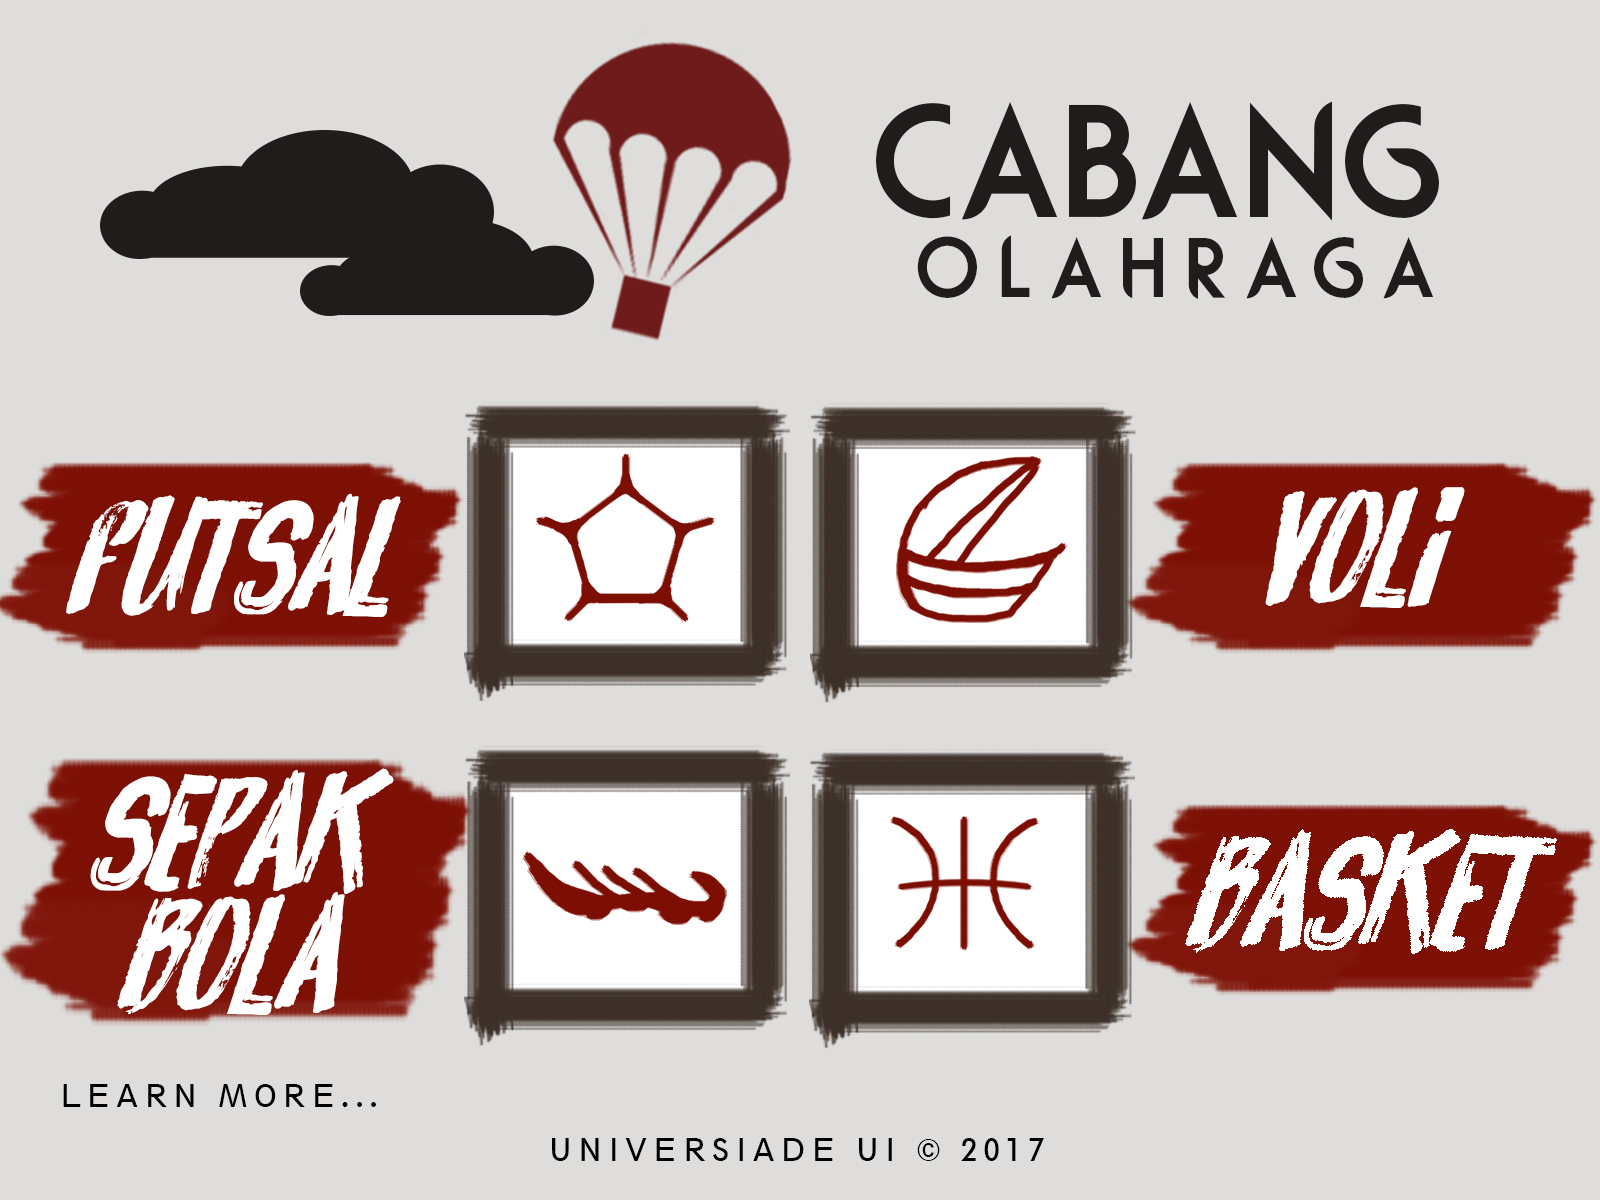 CABANG
OLAHRAGA
FUTSAL
VOLI
SEPAK
BOLA
BASKET
LEARN MORE...
UNIVERSIADE UI © 2017